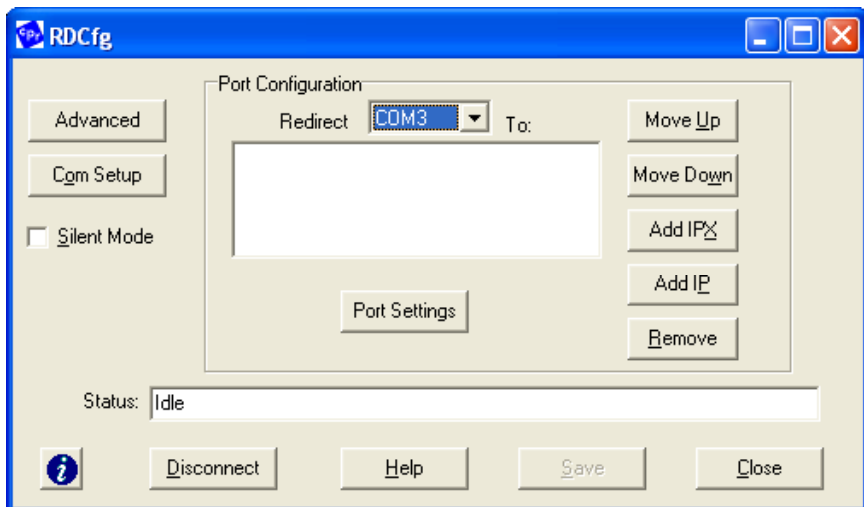 CPr RDCfg
Port Configuration
Advanced Redirect COM3 To: Move Up
Com Setup Move Down
Silent Mode Add IPX
Add IP
Port Settings
Remove
Status: Idle
i Disconnect Help Save Close